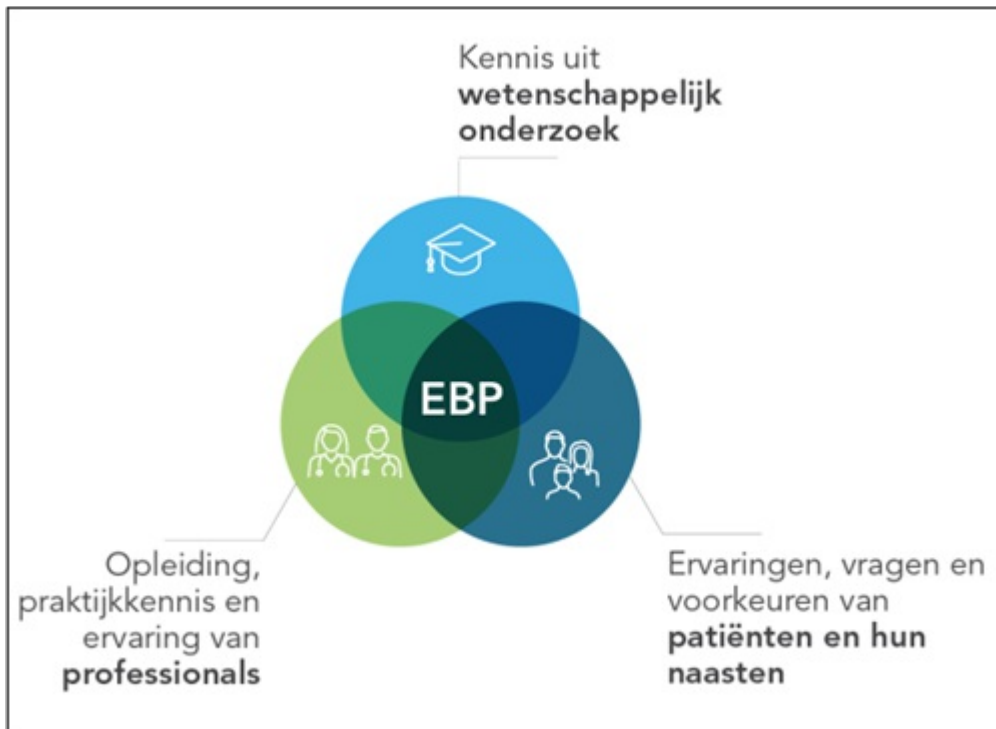 Kennis uit
wetenschappelijk
onderzoek
EBP
Opleiding,
praktijkkennis en
ervaring van
professionals
Ervaringen, vragen en
voorkeuren van
patiënten en hun
naasten